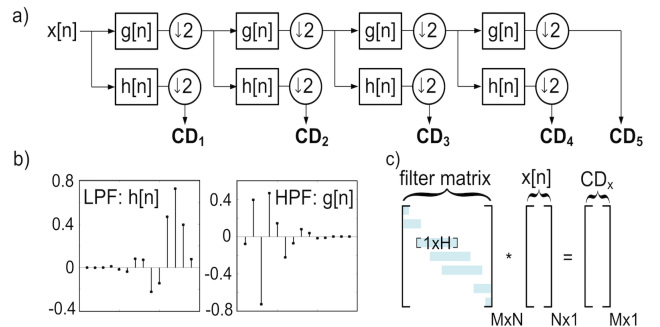 a)
x[n] g[n] ↓2 g[n] ↓2 g[n] ↓2 g[n] ↓2
h[n] ↓2 h[n] ↓2 h[n] ↓2 h[n] ↓2
CD1 CD2 CD3 CD4 CD5
b)
0.8
LPF: h[n]
0.4
0
-0.4
0.4
HPF: g[n]
0
-0.4
-0.8
c)
filter matrix x[n] CDx
[1xH]
* =
MxN Nx1 Mx1